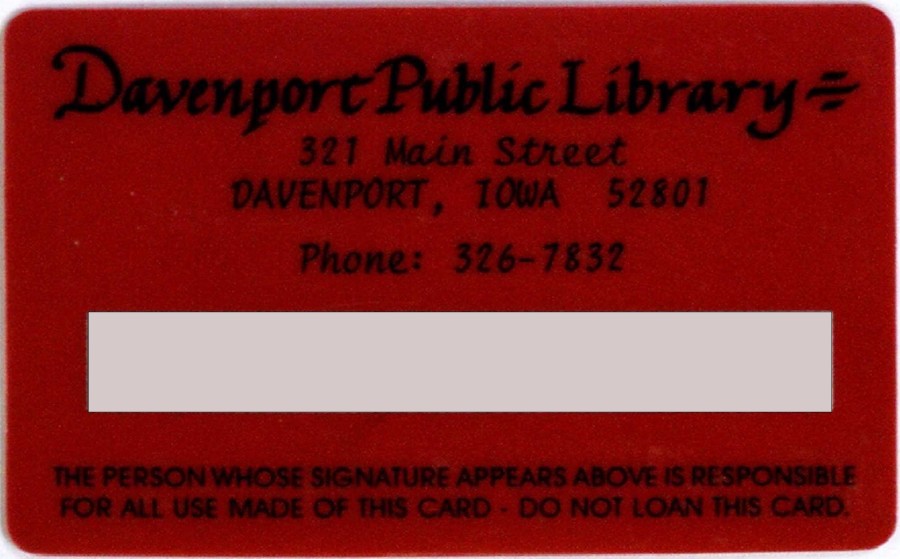 Davenport Public Library
321 Main Street
DAVENPORT, IOWA 52801
Phone: 326-7832
THE PERSON WHOSE SIGNATURE APPEARS ABOVE IS RESPONSIBLE
FOR ALL USE MADE OF THIS CARD - DO NOT LOAN THIS CARD.